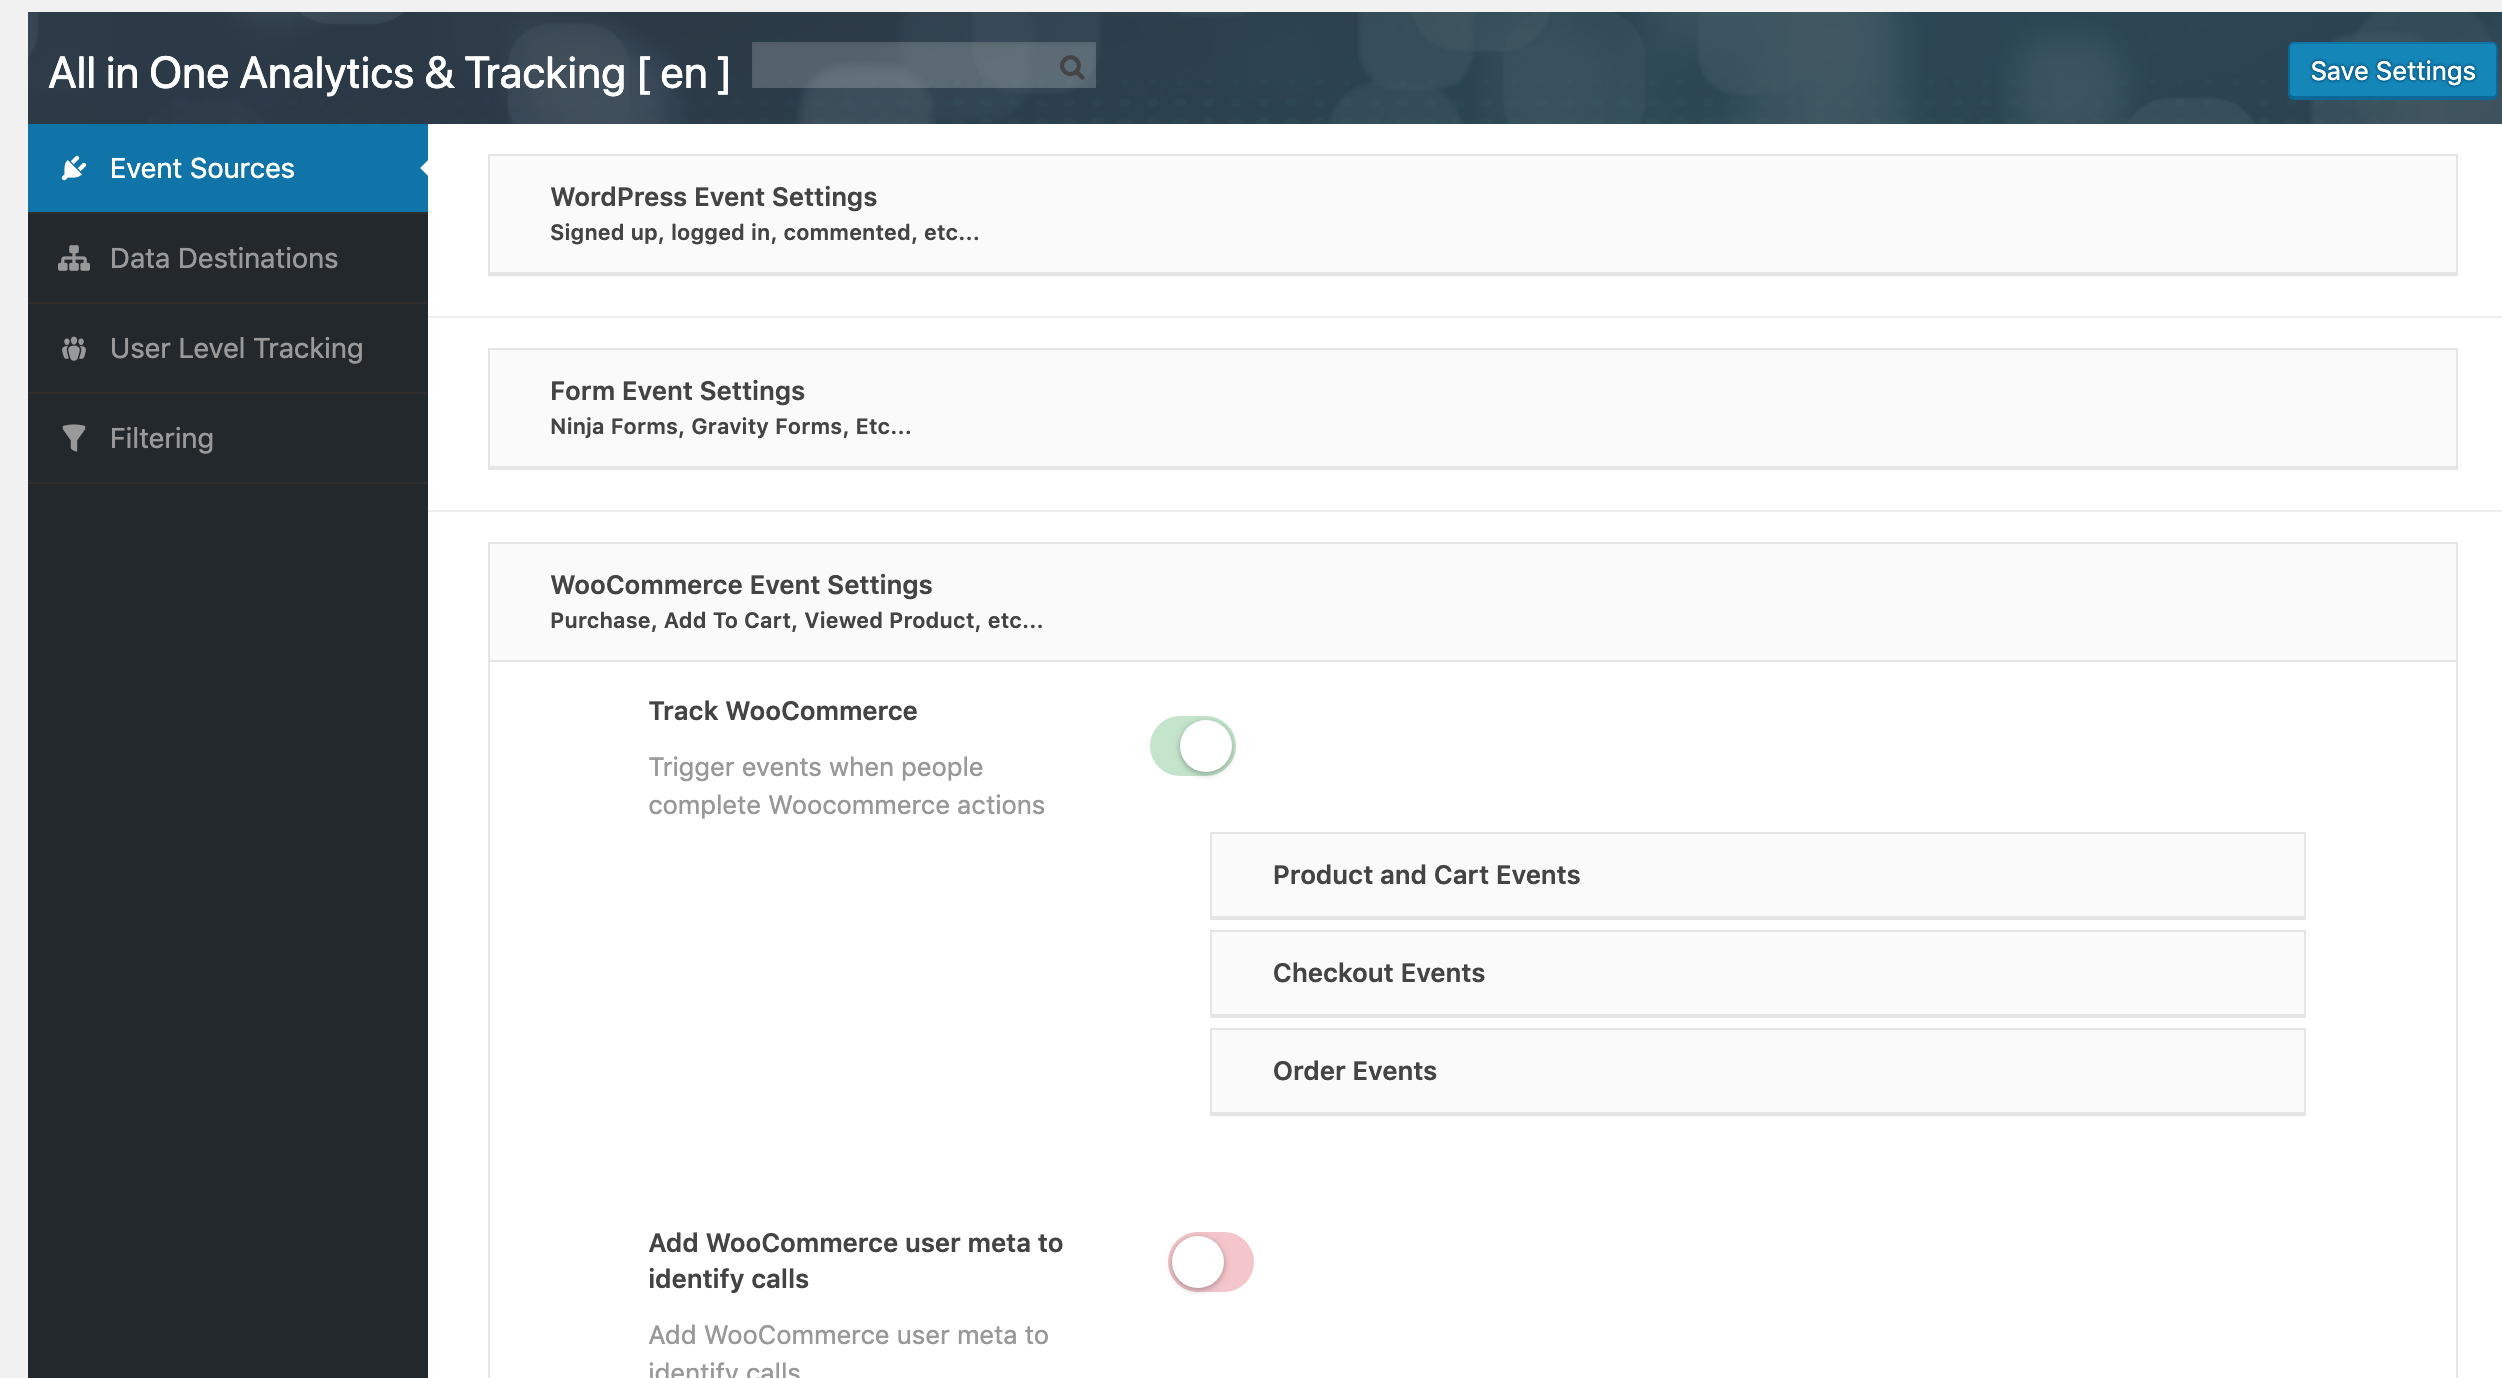 All in One Analytics & Tracking [ en ]
Save Settings
Event Sources
Data Destinations
User Level Tracking
Filtering
WordPress Event Settings
Signed up, logged in, commented, etc...
Form Event Settings
Ninja Forms, Gravity Forms, Etc...
WooCommerce Event Settings
Purchase, Add To Cart, Viewed Product, etc...
Track WooCommerce
Trigger events when people
complete Woocommerce actions
Product and Cart Events
Checkout Events
Order Events
Add WooCommerce user meta to
identify calls
Add WooCommerce user meta to
identify calls